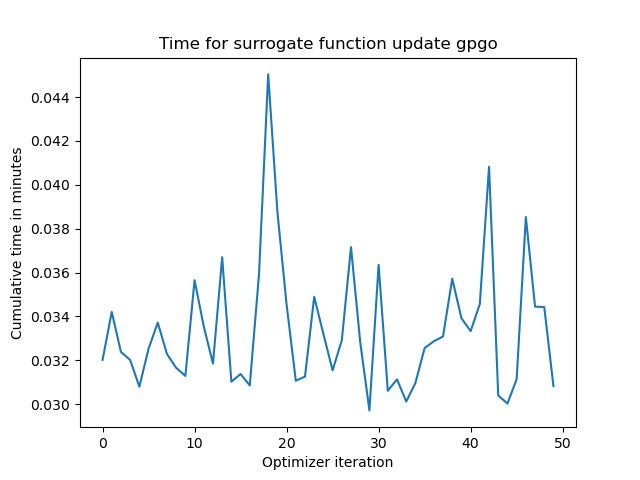 Time for surrogate function update gpgo
Cumulative time in minutes
0.044
0.042
0.040
0.038
0.036
0.034
0.032
0.030
0 10 20 30 40 50
Optimizer iteration